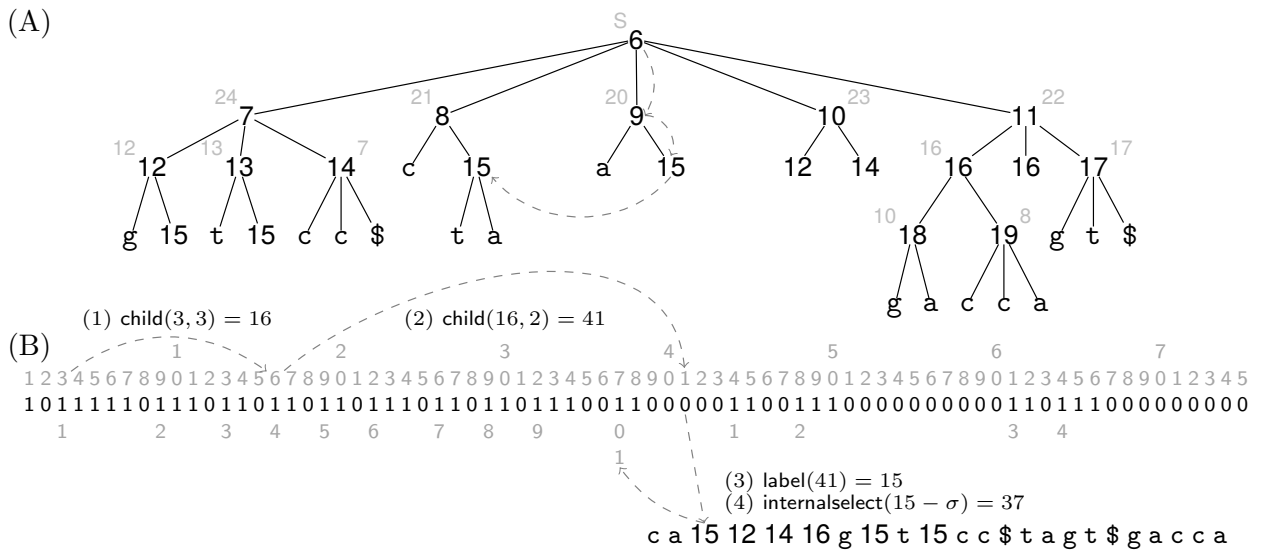 (A)
S
6
24 21 20 23 22
7 8 9 10 11
12 13 7 16 17
12 13 14 c 15 a 15 12 14 16 16 17
10 8
g 15 t 15 c c $ t a 18 19 g t $
g a c c a
(1) child(3, 3) = 16 (2) child(16, 2) = 41
(B)
1 2 3 4 5 6 7
1 2 3 4 5 6 7 8 9 0 1 2 3 4 5 6 7 8 9 0 1 2 3 4 5 6 7 8 9 0 1 2 3 4 5 6 7 8 9 0 1 2 3 4 5 6 7 8 9 0 1 2 3 4 5 6 7 8 9 0 1 2 3 4 5 6 7 8 9 0 1 2 3 4 5
1 0 1 1 1 1 1 0 1 1 1 0 1 1 0 1 1 0 1 1 0 1 1 1 0 1 1 0 1 1 0 1 1 1 0 0 1 1 0 0 0 0 0 1 1 0 0 1 1 1 0 0 0 0 0 0 0 0 0 0 1 1 0 1 1 1 0 0 0 0 0 0 0 0 0
1 2 3 4 5 6 7 8 9 0 1 2 3 4
1
(3) label(41) = 15
(4) internalselect(15 − σ) = 37
c a 15 12 14 16 g 15 t 15 c c $ t a g t $ g a c c a